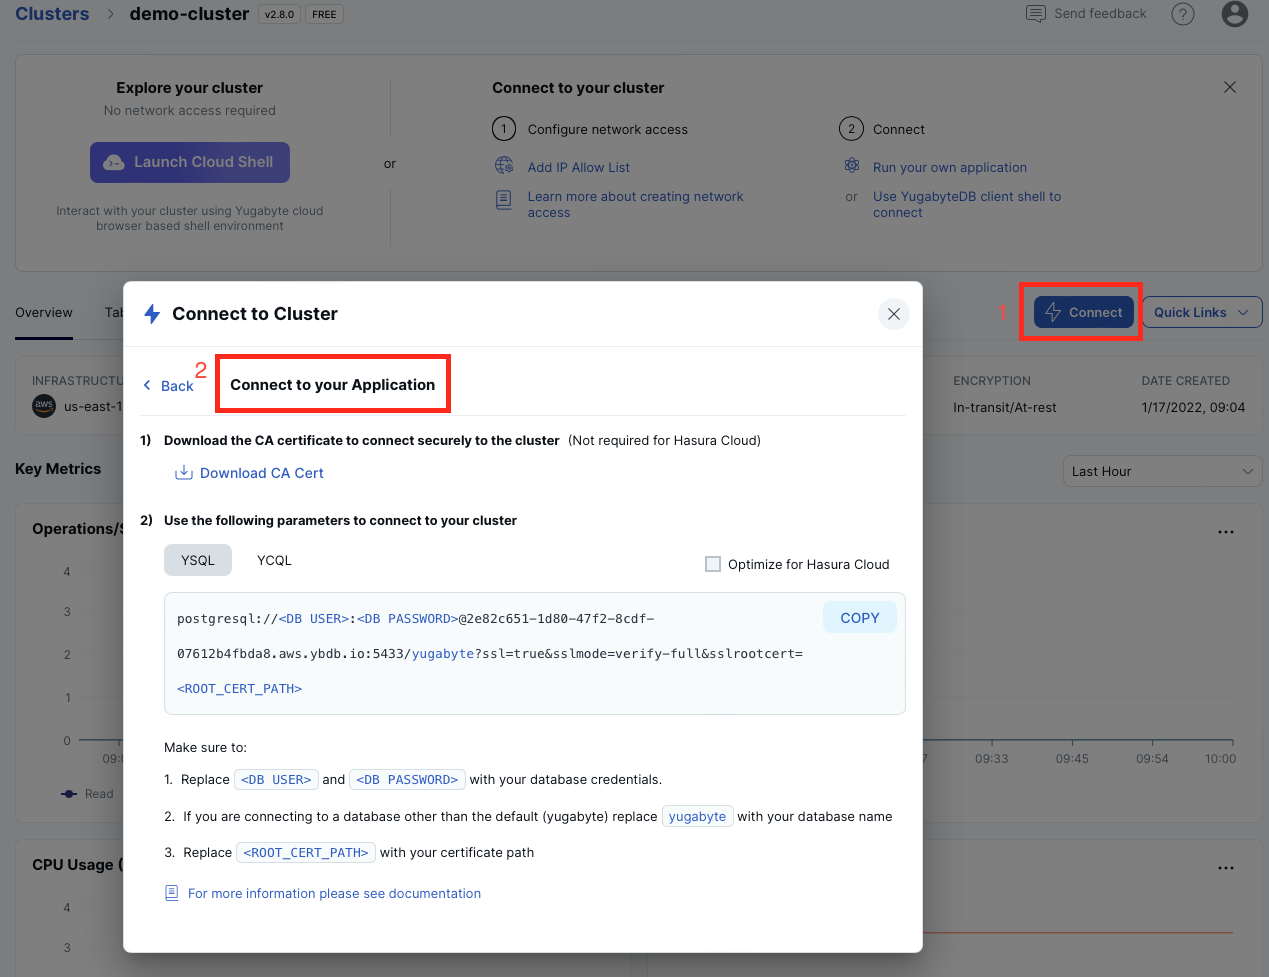 Clusters > demo-cluster v2.8.0 FREE
Send feedback ?
Explore your cluster
No network access required
Launch Cloud Shell
Interact with your cluster using Yugabyte cloud
browser based shell environment
or
Connect to your cluster
1 Configure network access
Add IP Allow List
Learn more about creating network
access
2 Connect
Run your own application
or Use YugabyteDB client shell to
connect
Overview
1 Connect Quick Links
aws us-east-1
ENCRYPTION
In-transit/At-rest
DATE CREATED
1/17/2022, 09:04
Key Metrics
Last Hour
4
3
2
1
0
09:33 09:45 09:54 10:00
Read
CPU Usage (
4
3
Connect to Cluster
Back 2 Connect to your Application
1) Download the CA certificate to connect securely to the cluster (Not required for Hasura Cloud)
Download CA Cert
2) Use the following parameters to connect to your cluster
YSQL YCQL Optimize for Hasura Cloud
postgresql://<DB USER>:<DB PASSWORD>@2e82c651-1d80-47f2-8cdf-
COPY
07612b4fbda8.aws.ybdb.io:5433/yugabyte?ssl=true&sslmode=verify-full&sslrootcert=
<ROOT_CERT_PATH>
Make sure to:
1. Replace <DB USER> and <DB PASSWORD> with your database credentials.
2. If you are connecting to a database other than the default (yugabyte) replace yugabyte with your database name
3. Replace <ROOT_CERT_PATH> with your certificate path
For more information please see documentation